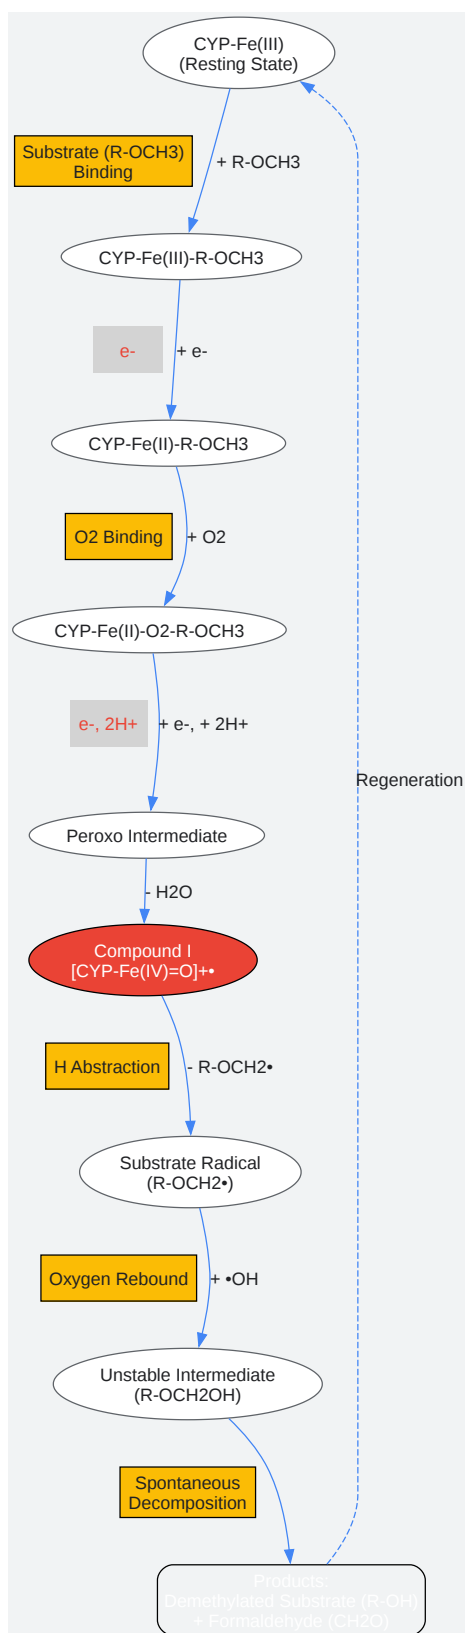 CYP-Fe(III)
(Resting State)
Substrate (R-OCH3)
Binding
+ R-OCH3
CYP-Fe(III)-R-OCH3
e-
+ e-
CYP-Fe(II)-R-OCH3
O2 Binding
+ O2
CYP-Fe(II)-O2-R-OCH3
e-, 2H+
+ e-, + 2H+
Regeneration
Peroxo Intermediate
- H2O
Compound I
[CYP-Fe(IV)=O]+•
H Abstraction
- R-OCH2•
Substrate Radical
(R-OCH2•)
Oxygen Rebound
+ •OH
Unstable Intermediate
(R-OCH2OH)
Spontaneous
Decomposition
Products:
Demethylated Substrate (R-OH)
+ Formaldehyde (CH2O)